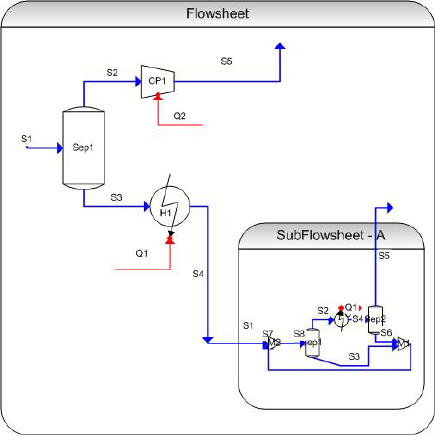 Flowsheet
S2
CP1
S5
S1
Sep1
Q2
S3
H1
Q1
S4
SubFlowsheet - A
S5
S1
S7
M2
S8
S2
Q1
S4
Sep2
S6
M1
S3